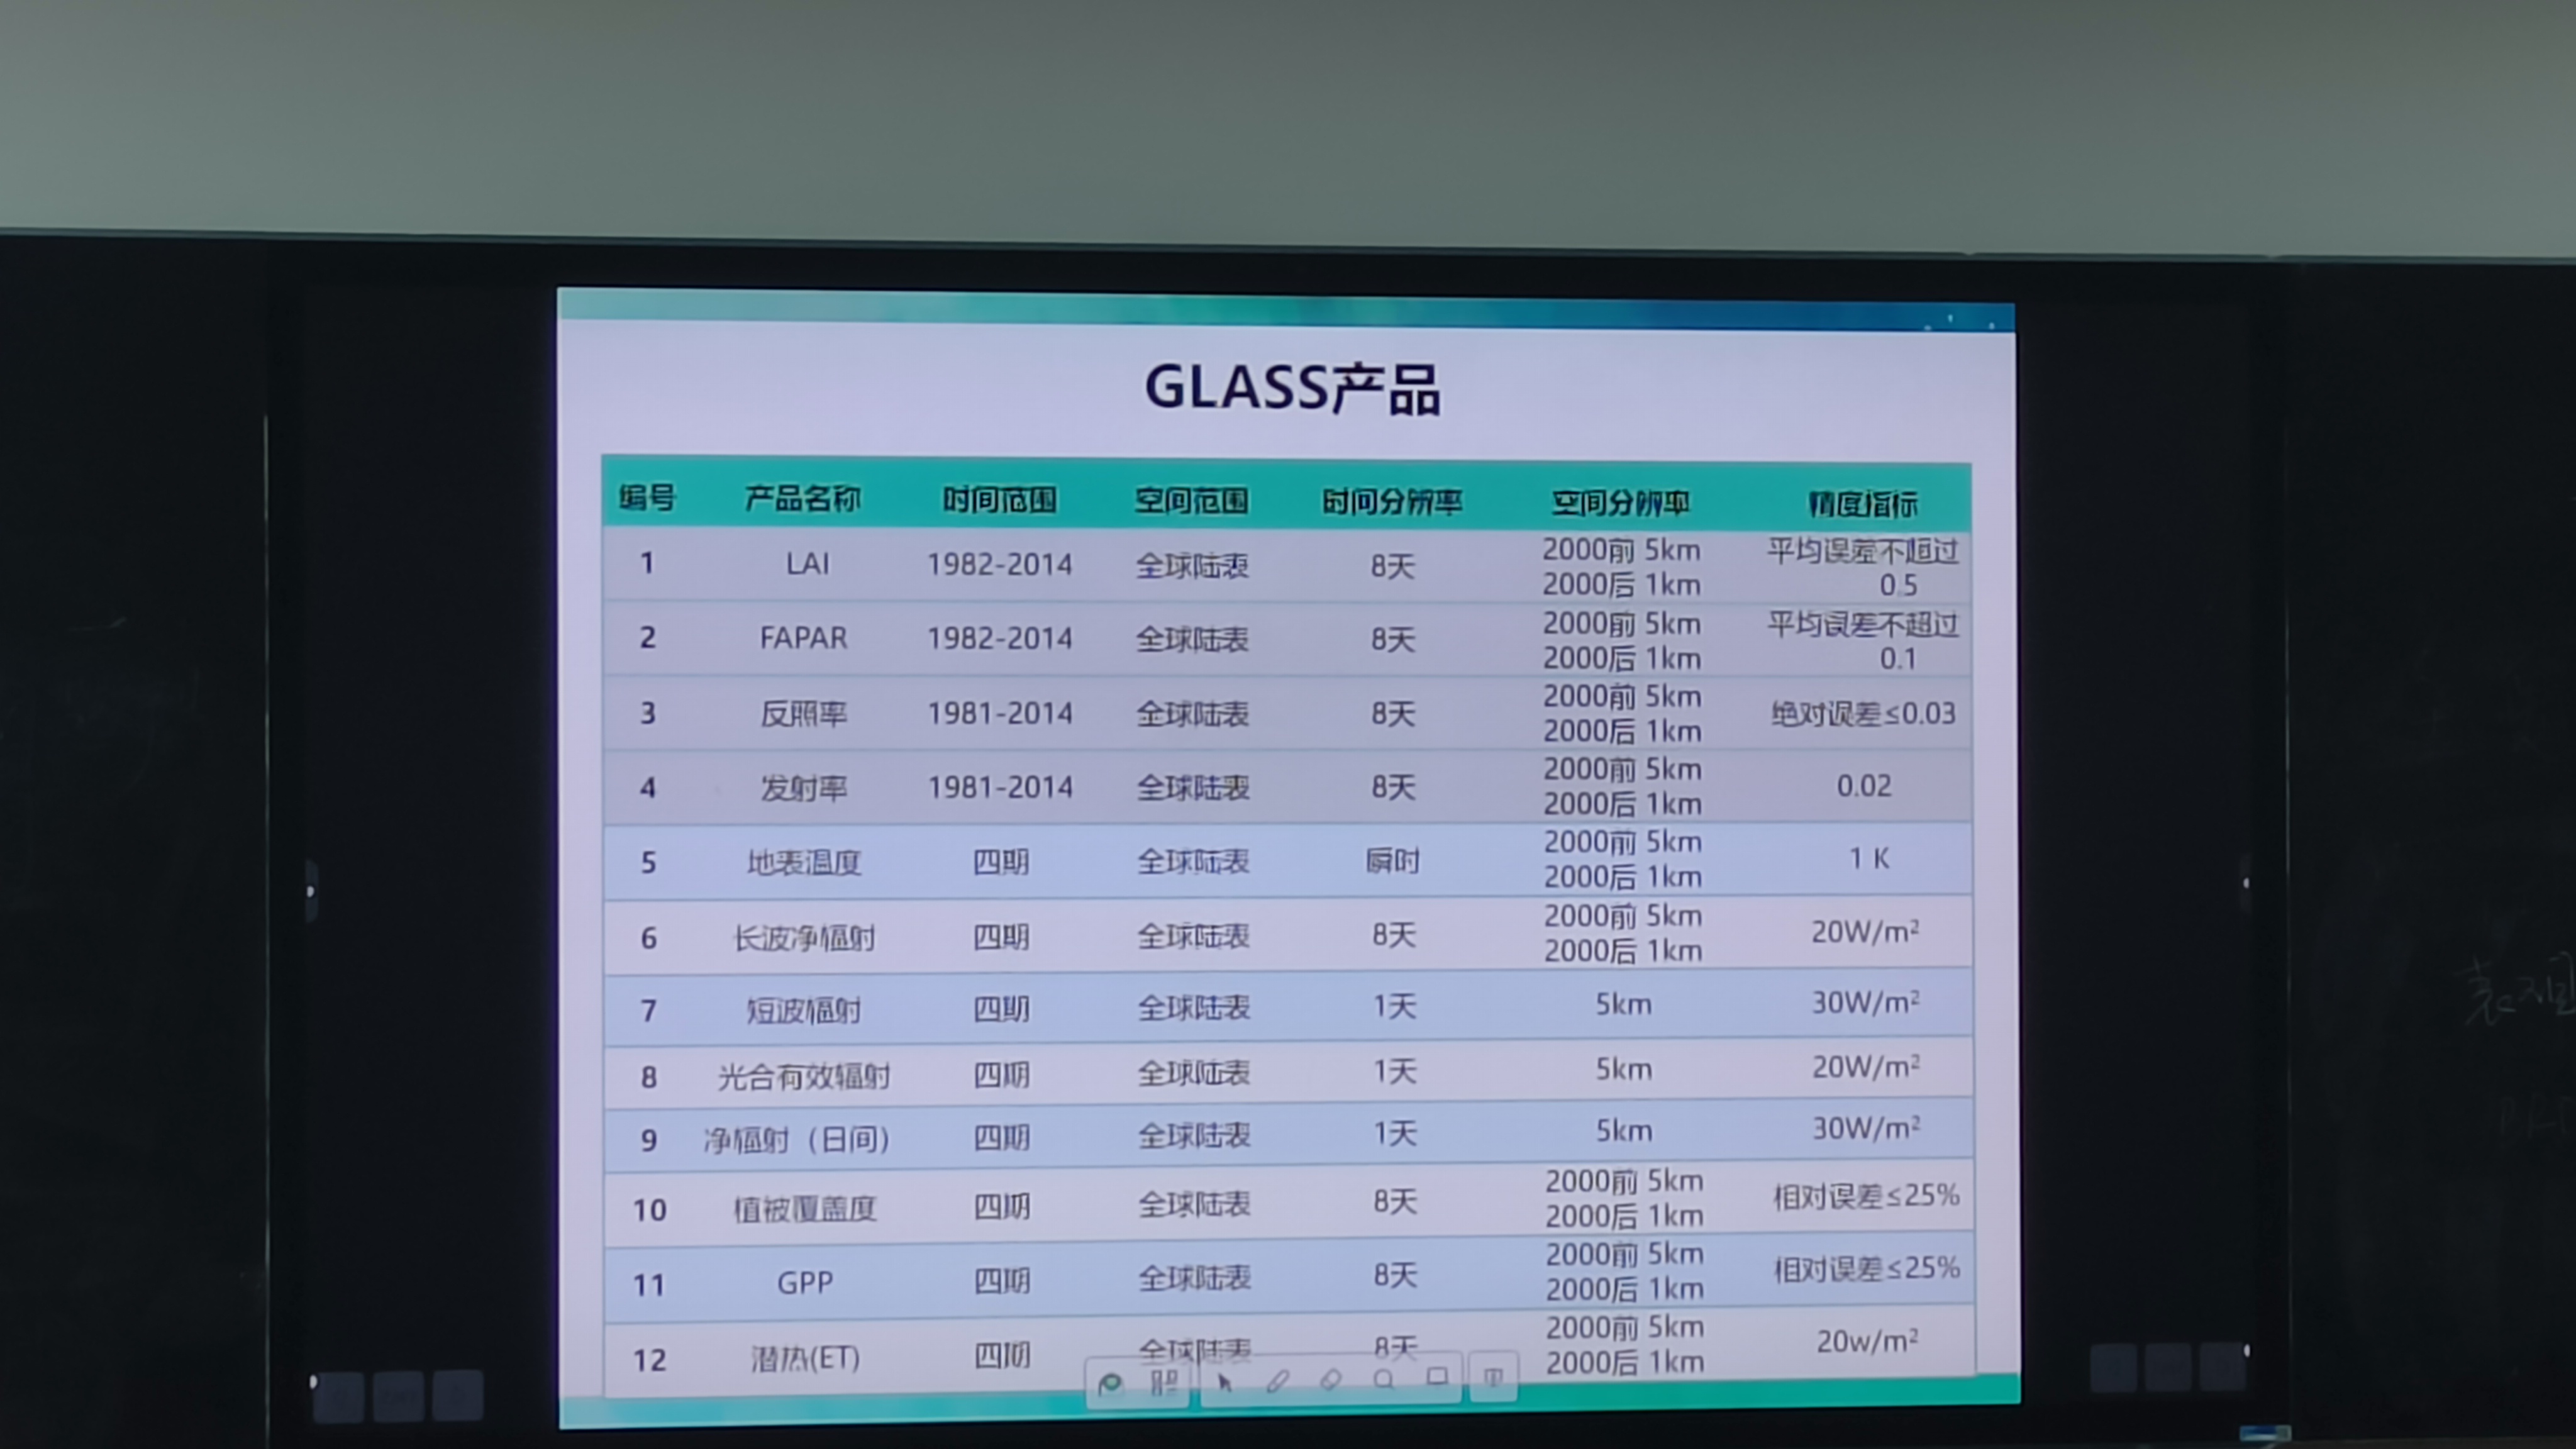 GLASS产品
编号 产品名称 时间范围 空间范围 时间分辨率 空间分辨率 精度指标
1 LAI 1982-2014 全球陆表 8天 2000前 5km 平均误差不超过
2000后 1km 0.5
2 FAPAR 1982-2014 全球陆表 8天 2000前 5km 平均误差不超过
2000后 1km 0.1
3 反照率 1981-2014 全球陆表 8天 2000前 5km 绝对误差≤0.03
2000后 1km
4 发射率 1981-2014 全球陆表 8天 2000前 5km 0.02
2000后 1km
5 地表温度 四期 全球陆表 瞬时 2000前 5km 1 K
2000后 1km
6 长波净辐射 四期 全球陆表 8天 2000前 5km 20W/m²
2000后 1km
7 短波辐射 四期 全球陆表 1天 5km 30W/m²
8 光合有效辐射 四期 全球陆表 1天 5km 20W/m²
9 净辐射（日间） 四期 全球陆表 1天 5km 30W/m²
10 植被覆盖度 四期 全球陆表 8天 2000前 5km 相对误差≤25%
2000后 1km
11 GPP 四期 全球陆表 8天 2000前 5km 相对误差≤25%
2000后 1km
12 潜热(ET) 四期 全球陆表 8天 2000前 5km 20w/m²
2000后 1km